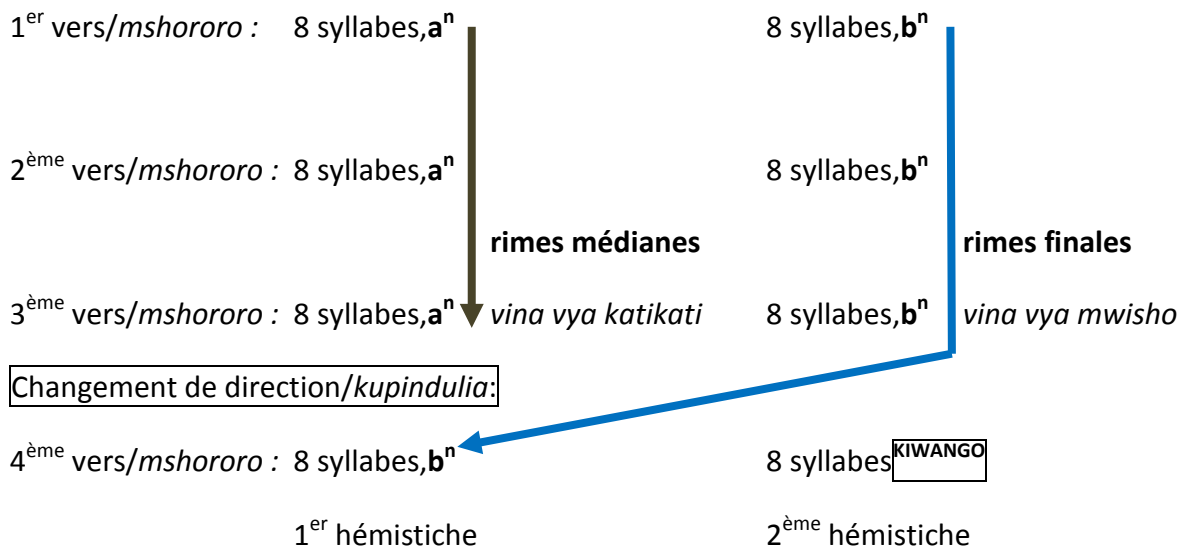 1er vers/mshororo : 8 syllabes,an 8 syllabes,bn
2ème vers/mshororo : 8 syllabes,an 8 syllabes,bn
rimes médianes rimes finales
3ème vers/mshororo : 8 syllabes,an vina vya katikati 8 syllabes,bn vina vya mwisho
Changement de direction/kupindulia:
4ème vers/mshororo : 8 syllabes,bn 8 syllabes KIWANGO
1er hémistiche 2ème hémistiche